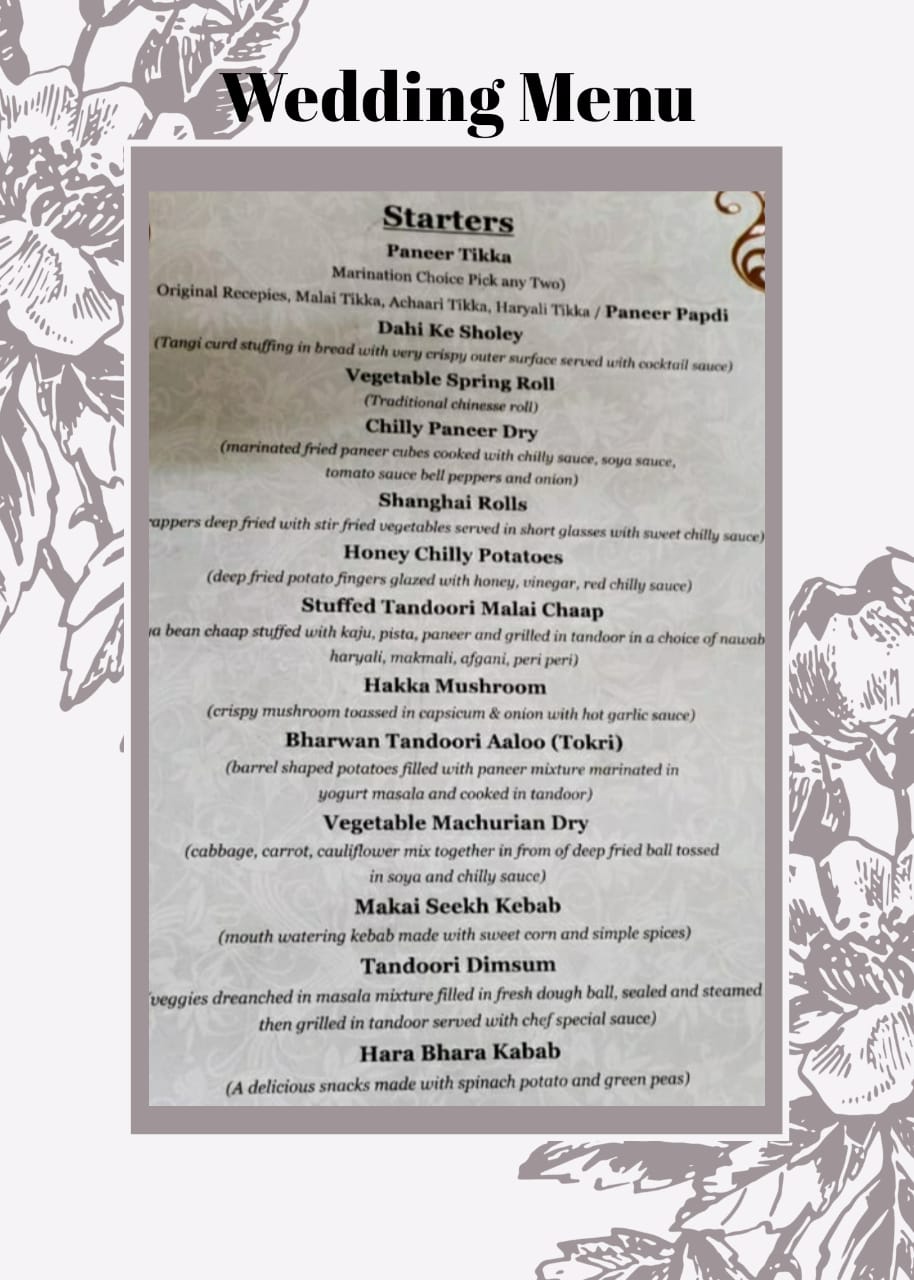 Wedding Menu
Starters
Paneer Tikka
Marination Choice Pick any Two)
Original Recepies, Malai Tikka, Achaari Tikka, Haryali Tikka / Paneer Papdi
Dahi Ke Sholey
(Tangi curd stuffing in bread with very crispy outer surface served with cocktail sauce)
Vegetable Spring Roll
(Traditional chinesse roll)
Chilly Paneer Dry
(marinated fried paneer cubes cooked with chilly sauce, soya sauce,
tomato sauce bell peppers and onion)
Shanghai Rolls
deep fried with stir fried vegetables served in short glasses with sweet chilly sauce)
Honey Chilly Potatoes
(deep fried potato fingers glazed with honey, vinegar, red chilly sauce)
Stuffed Tandoori Malai Chaap
bean chaap stuffed with kaju, pista, paneer and grilled in tandoor in a choice of nawab
haryali, makmali, afgani, peri peri)
Hakka Mushroom
(crispy mushroom toassed in capsicum & onion with hot garlic sauce)
Bharwan Tandoori Aaloo (Tokri)
(barrel shaped potatoes filled with paneer mixture marinated in
yogurt masala and cooked in tandoor)
Vegetable Machurian Dry
(cabbage, carrot, cauliflower mix together in from of deep fried ball tossed
in soya and chilly sauce)
Makai Seekh Kebab
(mouth watering kebab made with sweet corn and simple spices)
Tandoori Dimsum
(veggies dreanched in masala mixture filled in fresh dough ball, sealed and steamed
then grilled in tandoor served with chef special sauce)
Hara Bhara Kabab
(A delicious snacks made with spinach potato and green peas)